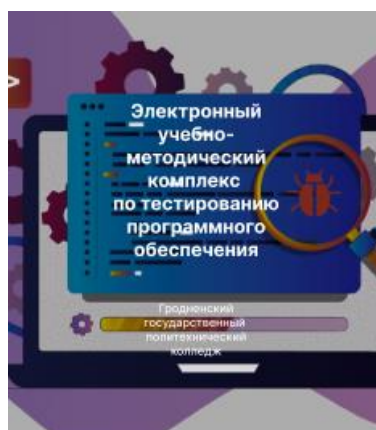 Электронный
учебно-
методический
комплекс
по тестированию
программного
обеспечения
Гродненский
государственный
политехнический
колледж